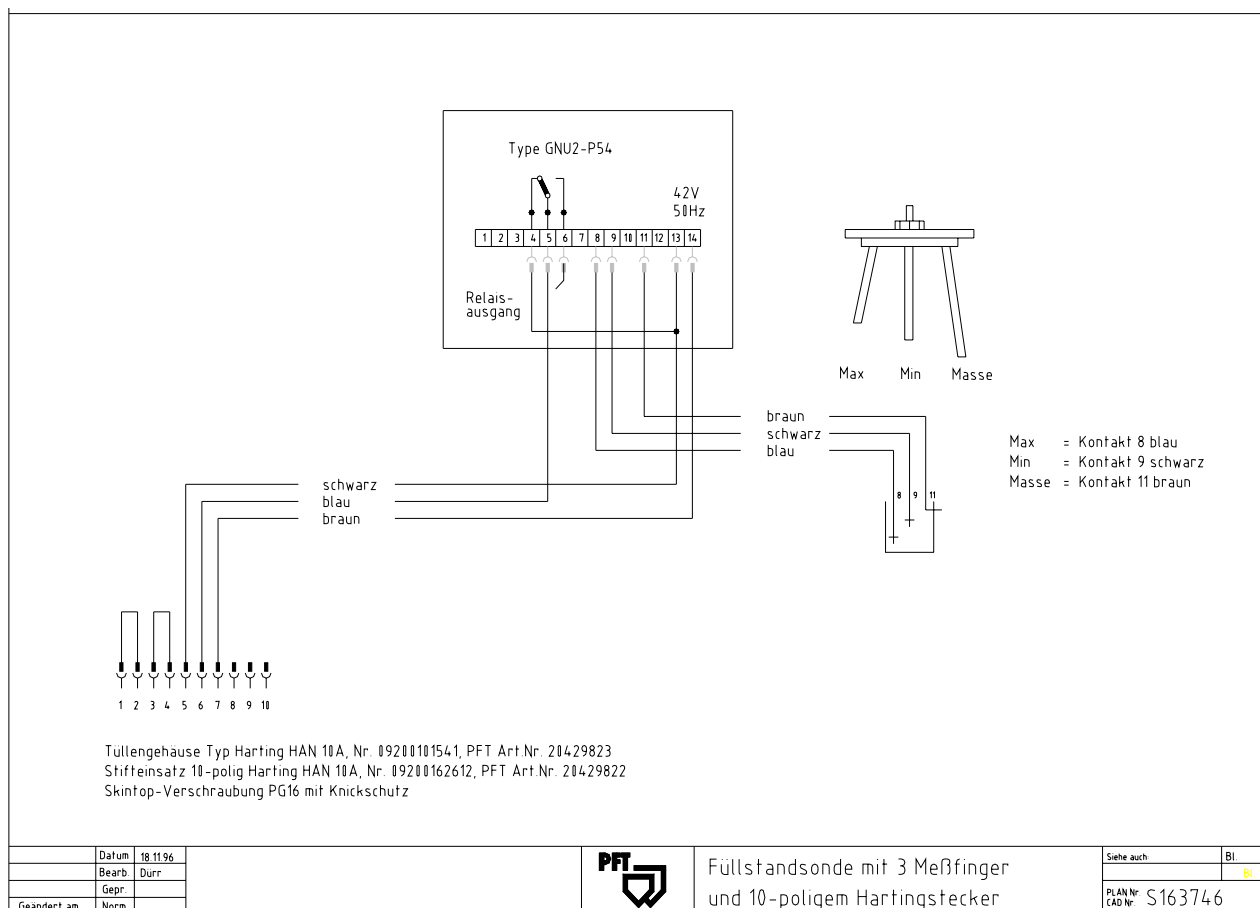 Type GNU2-P54
42V
50Hz
1 2 3 4 5 6 7 8 9 10 11 12 13 14
Relais-
ausgang
Max Min Masse
braun
schwarz
blau
Max = Kontakt 8 blau
Min = Kontakt 9 schwarz
Masse = Kontakt 11 braun
8 9 11
schwarz
blau
braun
1 2 3 4 5 6 7 8 9 10
Tüllengehäuse Typ Harting HAN 10A, Nr. 09200101541, PFT Art.Nr. 20429823
Stifteinsatz 10-polig Harting HAN 10A, Nr. 09200162612, PFT Art.Nr. 20429822
Skintop-Verschraubung PG16 mit Knickschutz
Datum 18.11.96
Bearb. Dürr
Gepr.
Geändert am Norm
PFT
Füllstandsonde mit 3 Meßfinger
und 10-poligem Hartingstecker
Siehe auch: Bl.
PLAN Nr.
CAD Nr. S163746